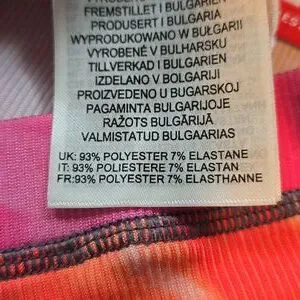 FREMSTILLET I BULGARIEN
PRODUSERT I BULGARIA
WYPRODUKOWANO W BUŁGARII
VYROBENÉ V BULHARSKU
TILLVERKAD I BULGARIEN
IZDELANO V BOLGARIJI
PROIZVEDENO U BUGARSKOJ
PAGAMINTA BULGARIJOJE
RAŽOTS BULGĀRIJĀ
VALMISTATUD BULGAARIAS
UK: 93% POLYESTER 7% ELASTANE
IT: 93% POLIESTERE 7% ELASTAN
FR: 93% POLYESTER 7% ELASTHANNE